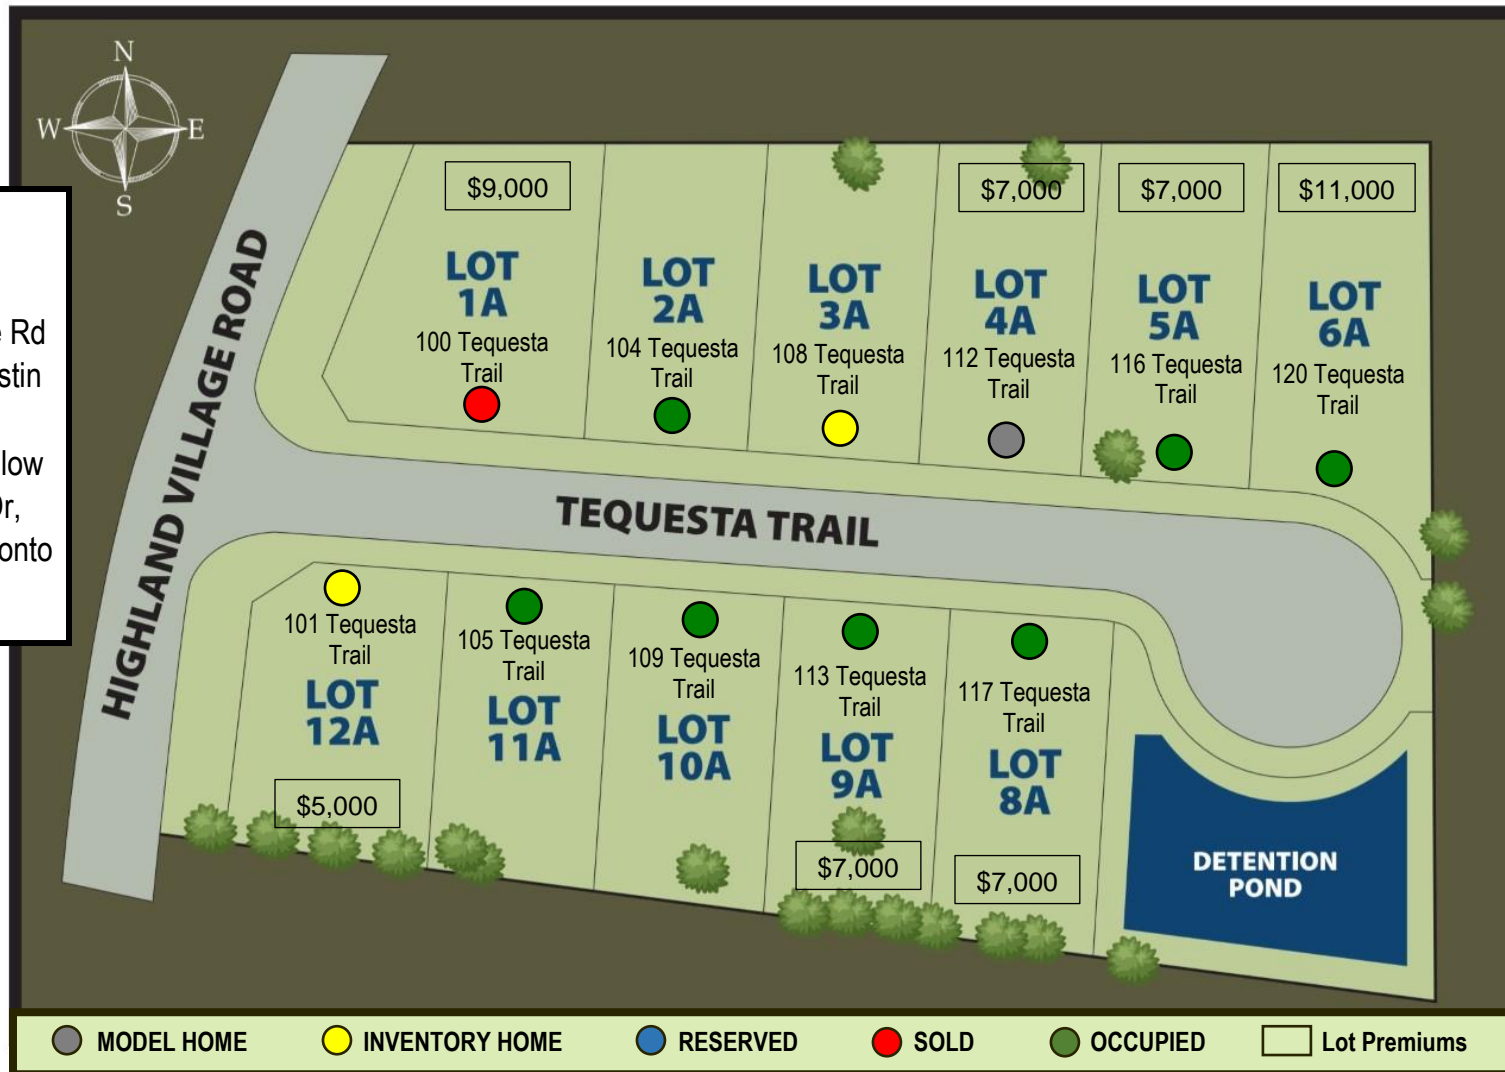 N
W
E
S
e Rd
stin
low
Dr,
onto
HIGHLAND VILLAGE ROAD
TEQUESTA TRAIL
$9,000
LOT
1A
100 Tequesta
Trail
LOT
2A
104 Tequesta
Trail
LOT
3A
108 Tequesta
Trail
$7,000
LOT
4A
112 Tequesta
Trail
$7,000
LOT
5A
116 Tequesta
Trail
$11,000
LOT
6A
120 Tequesta
Trail
101 Tequesta
Trail
LOT
12A
$5,000
105 Tequesta
Trail
LOT
11A
109 Tequesta
Trail
LOT
10A
113 Tequesta
Trail
LOT
9A
$7,000
117 Tequesta
Trail
LOT
8A
$7,000
DETENTION
POND
MODEL HOME
INVENTORY HOME
RESERVED
SOLD
OCCUPIED
Lot Premiums